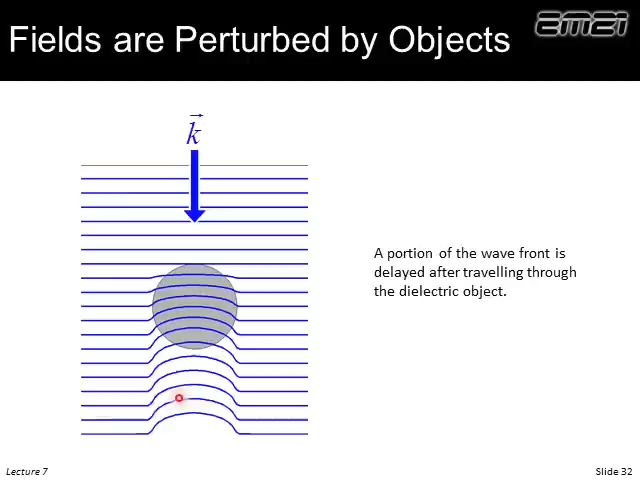 Fields are Perturbed by Objects
EM21
k
A portion of the wave front is
delayed after travelling through
the dielectric object.
Lecture 7
Slide 32